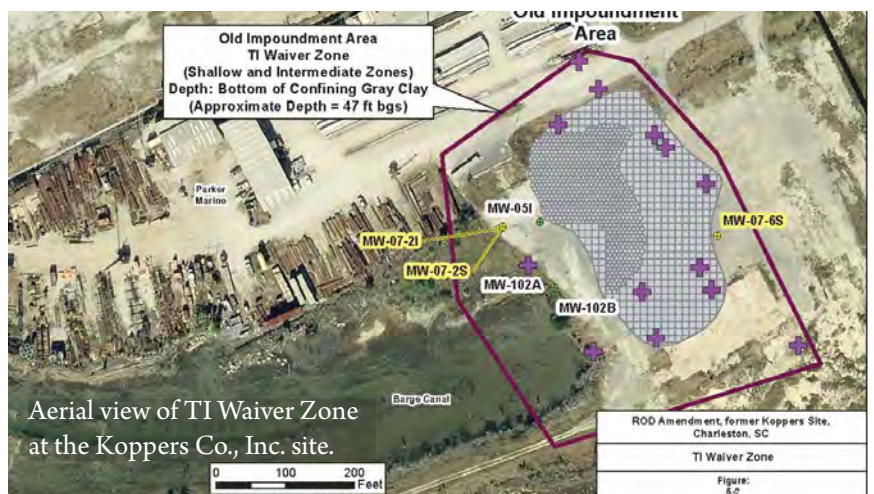 Old Impoundment
Area
Old Impoundment Area
TI Waiver Zone
(Shallow and Intermediate Zones)
Depth: Bottom of Confining Gray Clay
(Approximate Depth = 47 ft bgs)
Parker
Marine
MW-05I
MW-07-6S
MW-07-2I
MW-07-2S
MW-102A
MW-102B
Barge Canal
Aerial view of TI Waiver Zone
at the Koppers Co., Inc. site.
0 100 200
Feet
ROD Amendment, former Koppers Site,
Charleston, SC
TI Waiver Zone
Figure: